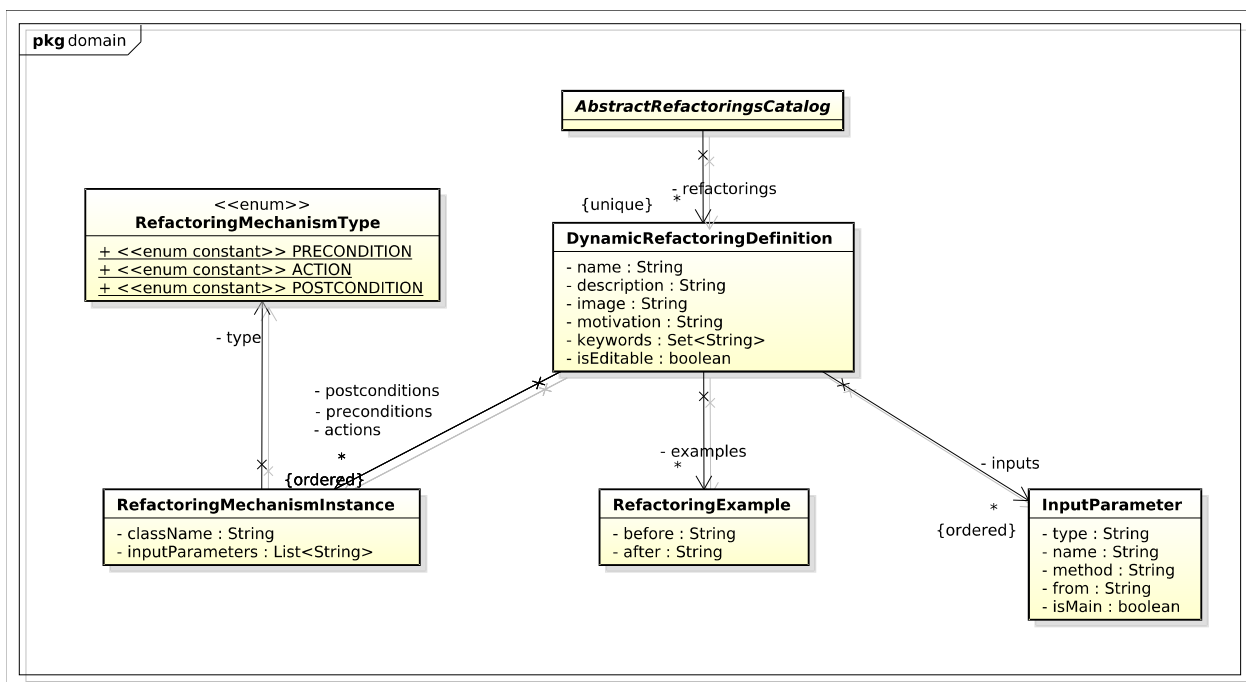 pkg domain
AbstractRefactoringsCatalog
- refactorings
*
{unique}
<<enum>>
RefactoringMechanismType
+ <<enum constant>> PRECONDITION
+ <<enum constant>> ACTION
+ <<enum constant>> POSTCONDITION
DynamicRefactoringDefinition
- name : String
- description : String
- image : String
- motivation : String
- keywords : Set<String>
- isEditable : boolean
- type
- postconditions
- preconditions
- actions
*
{ordered}
- examples
*
- inputs
*
{ordered}
RefactoringMechanismInstance
- className : String
- inputParameters : List<String>
RefactoringExample
- before : String
- after : String
InputParameter
- type : String
- name : String
- method : String
- from : String
- isMain : boolean